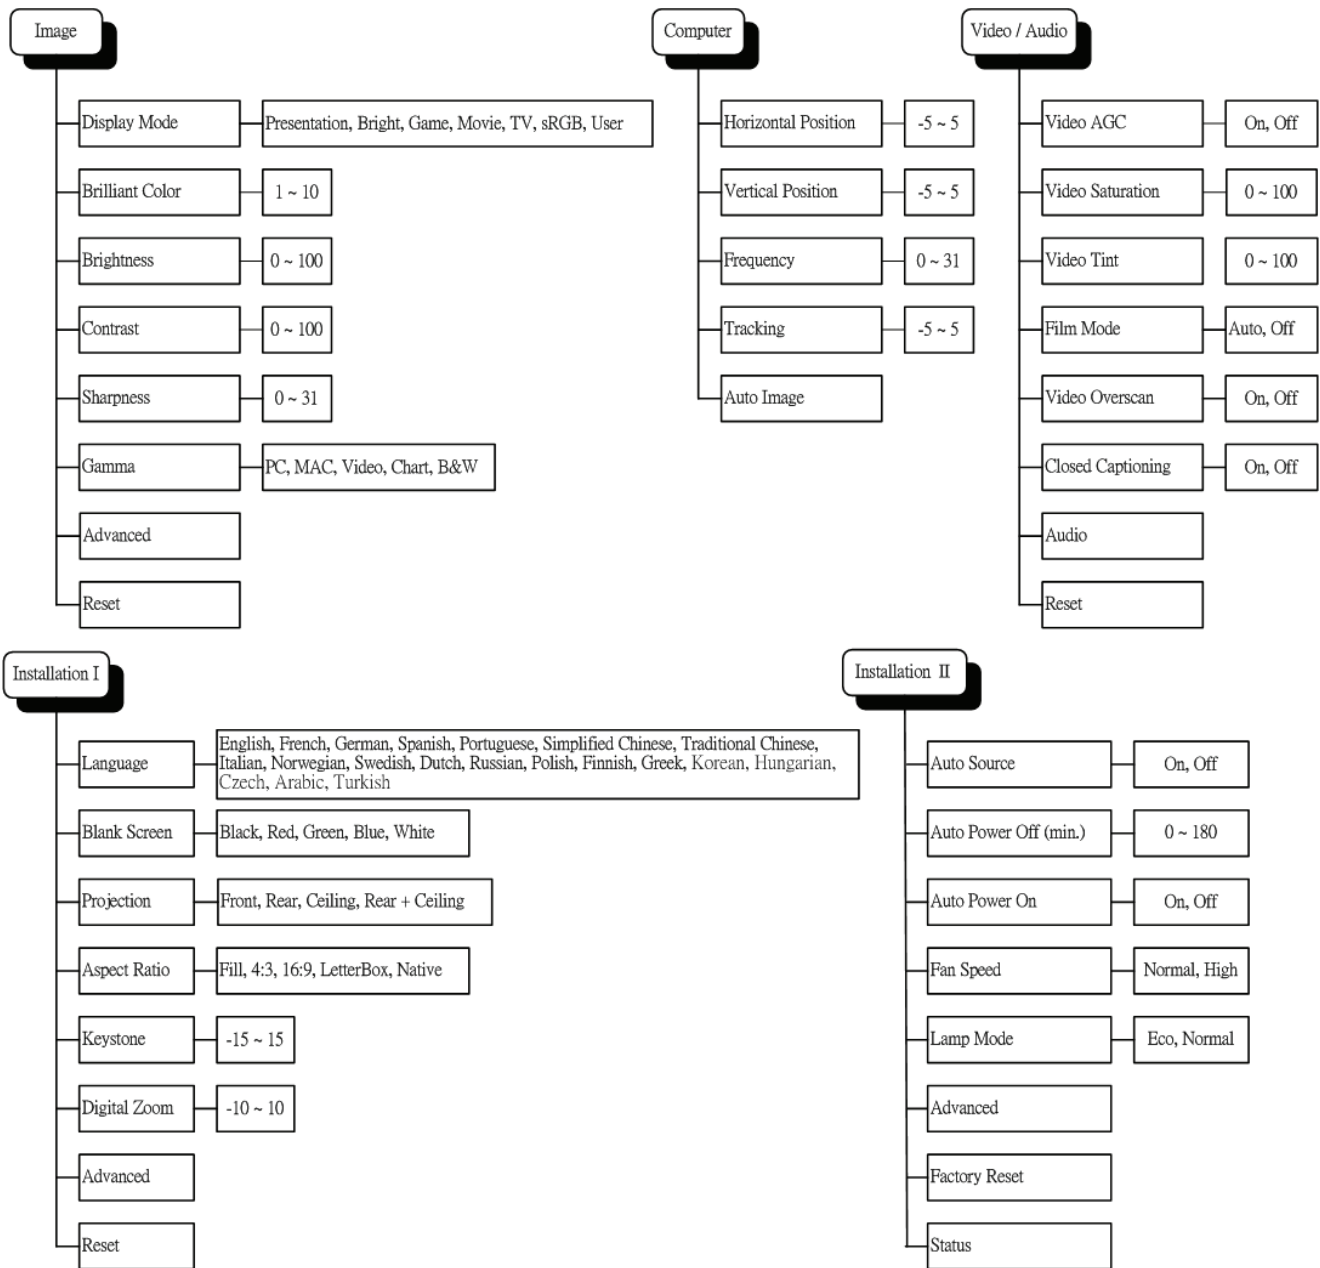 Image
Display Mode
Presentation, Bright, Game, Movie, TV, sRGB, User
Brilliant Color
1 ~ 10
Brightness
0 ~ 100
Contrast
0 ~ 100
Sharpness
0 ~ 31
Gamma
PC, MAC, Video, Chart, B&W
Advanced
Reset
Computer
Horizontal Position
-5 ~ 5
Vertical Position
-5 ~ 5
Frequency
0 ~ 31
Tracking
-5 ~ 5
Auto Image
Video / Audio
Video AGC
On, Off
Video Saturation
0 ~ 100
Video Tint
0 ~ 100
Film Mode
Auto, Off
Video Overscan
On, Off
Closed Captioning
On, Off
Audio
Reset
Installation I
Language
English, French, German, Spanish, Portuguese, Simplified Chinese, Traditional Chinese,
Italian, Norwegian, Swedish, Dutch, Russian, Polish, Finnish, Greek, Korean, Hungarian,
Czech, Arabic, Turkish
Blank Screen
Black, Red, Green, Blue, White
Projection
Front, Rear, Ceiling, Rear + Ceiling
Aspect Ratio
Fill, 4:3, 16:9, LetterBox, Native
Keystone
-15 ~ 15
Digital Zoom
-10 ~ 10
Advanced
Reset
Installation II
Auto Source
On, Off
Auto Power Off (min.)
0 ~ 180
Auto Power On
On, Off
Fan Speed
Normal, High
Lamp Mode
Eco, Normal
Advanced
Factory Reset
Status